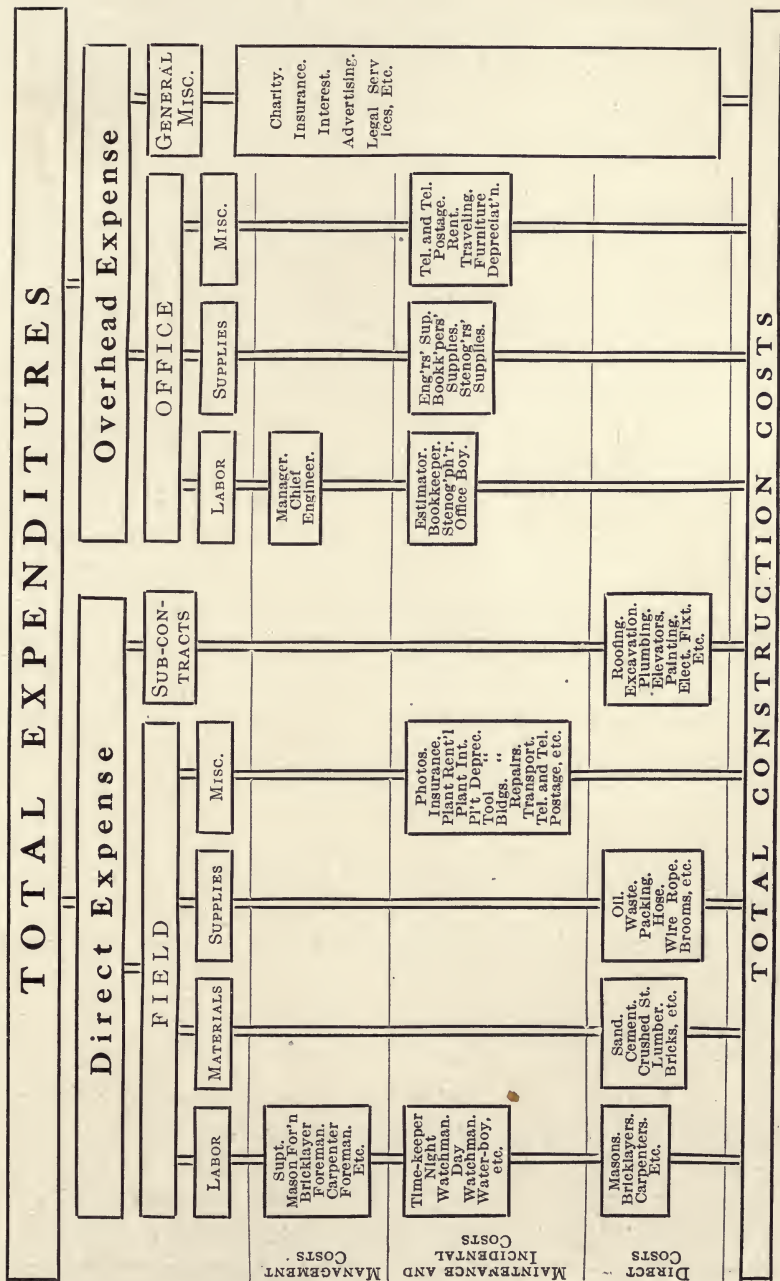 TOTAL EXPENDITURES
Direct Expense
Overhead Expense
FIELD
SUB-CON-
TRACTS
OFFICE
GENERAL
MISC.
LABOR
MATERIALS
SUPPLIES
MISC.
LABOR
SUPPLIES
MISC.
MANAGEMENT
COSTS
Supt.
Mason For'n
Bricklayer
Foreman.
Carpenter
Foreman.
Etc.
Manager.
Chief
Engineer.
Charity.
Insurance.
Interest.
Advertising.
Legal Serv
ices, Etc.
MAINTENANCE AND
INCIDENTAL
COSTS
Time-keeper
Night
Watchman.
Day
Watchman.
Water-boy,
etc.
Photos.
Insurance.
Plant Rent'l
Plant Int.
Pl't Deprec.
Tool "
Bldgs. "
Repairs.
Transport.
Tel. and Tel.
Postage, etc.
Estimator.
Bookkeeper.
Stenog'ph'r.
Office Boy.
Eng'rs' Sup.
Bookk'pers'
Supplies.
Stenog'rs'
Supplies.
Tel. and Tel.
Postage.
Rent.
Traveling.
Furniture
Depreciat'n.
DIRECT
COSTS
Masons.
Bricklayers.
Carpenters.
Etc.
Sand.
Cement.
Crushed St.
Lumber.
Bricks, etc.
Oil.
Waste.
Packing.
Hose.
Wire Rope.
Brooms, etc.
Roofing.
Excavation.
Plumbing.
Elevators.
Painting.
Elect. Fixt.
Etc.
TOTAL CONSTRUCTION COSTS